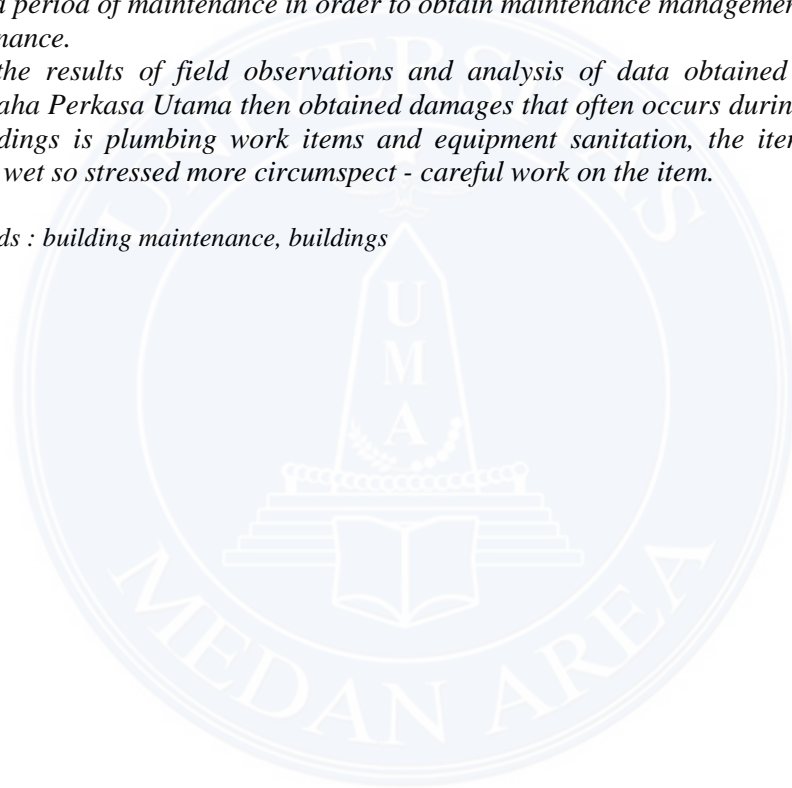 a period of maintenance in order to obtain maintenance management
nance.
the results of field observations and analysis of data obtained
aha Perkasa Utama then obtained damages that often occurs durin
dings is plumbing work items and equipment sanitation, the iter
wet so stressed more circumspect - careful work on the item.
ds : building maintenance, buildings
UNIVERSITAS
U
M
A
MEDAN AREA